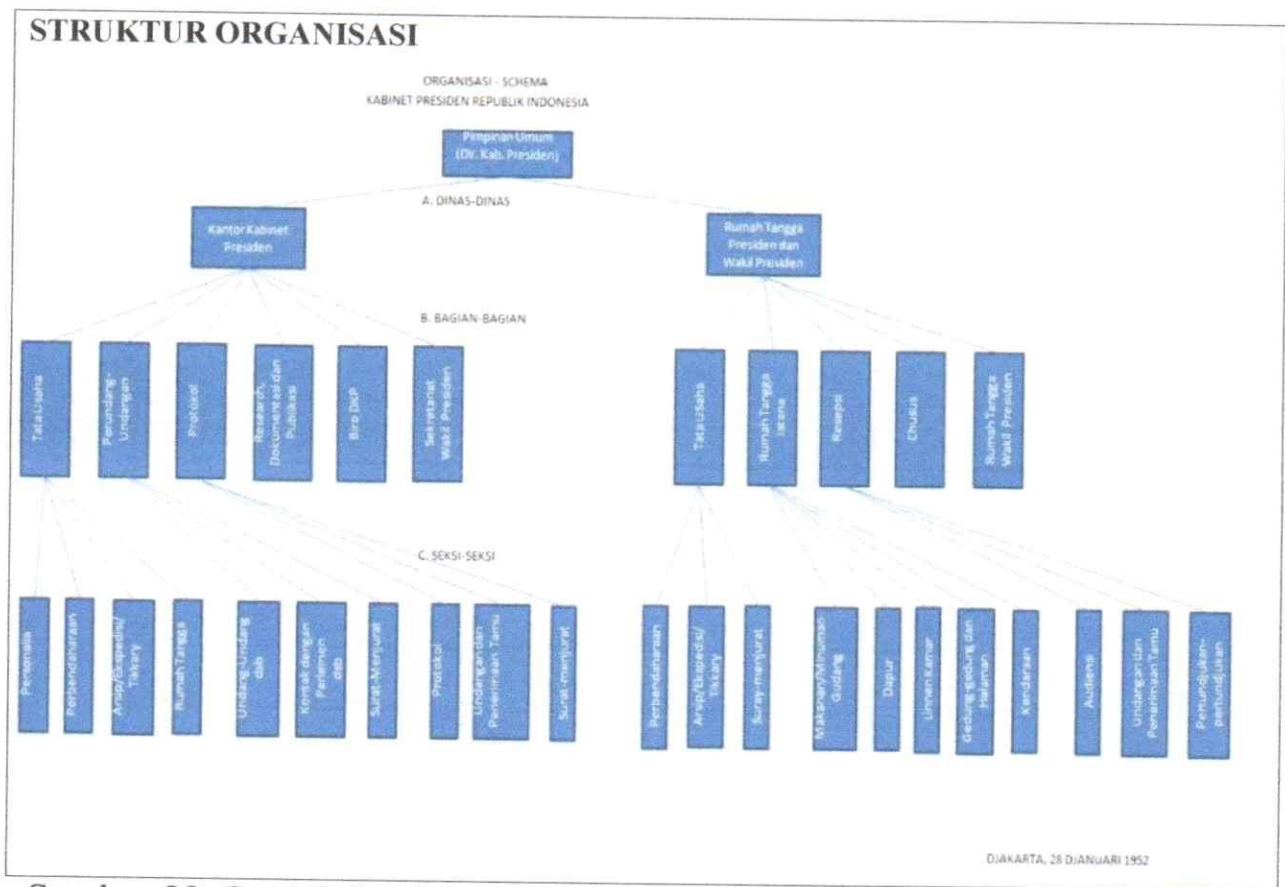 STRUKTUR ORGANISASI
ORGANISASI - SCHEMA
KABINET PRESIDEN REPUBLIK INDONESIA
Pimpinan Umum
(Dir. Kab. Presiden)
A. DINAS-DINAS
Kantor Kabinet
Presiden
Rumah Tangga
Presiden dan
Wakil Presiden
B. BAGIAN-BAGIAN
Tata Usaha
Perundang-
Undangan
Protokol
Research,
Dokumentasi dan
Publikasi
Biro DKP
Sekretariat
Wakil Presiden
Tata Usaha
Rumah Tangga
Istana
Resepsi
Chusus
Rumah Tangga
Wakil Presiden
C. SEKSI-SEKSI
Personalia
Perbendaharaan
Arsip/Ekspedisi/
Tikkary
Rumah Tangga
Undang-Undang
dsb
Kontak dengan
Parlemen
dsb
Surat-Menjurat
Protokol
Undangan dan
Penerimaan Tamu
Surat-menjurat
Perbendaharaan
Arsip/Ekspedisi/
Tikkary
Suray-menjurat
Makanan/Minuman
Gudang
Dapur
Linnen Kamar
Gedung-gedung dan
Halaman
Kendaraan
Audiensi
Undangan dan
Penerimaan Tamu
Pertundjukan-
pertundjukan
DJAKARTA, 28 DJANUARI 1952